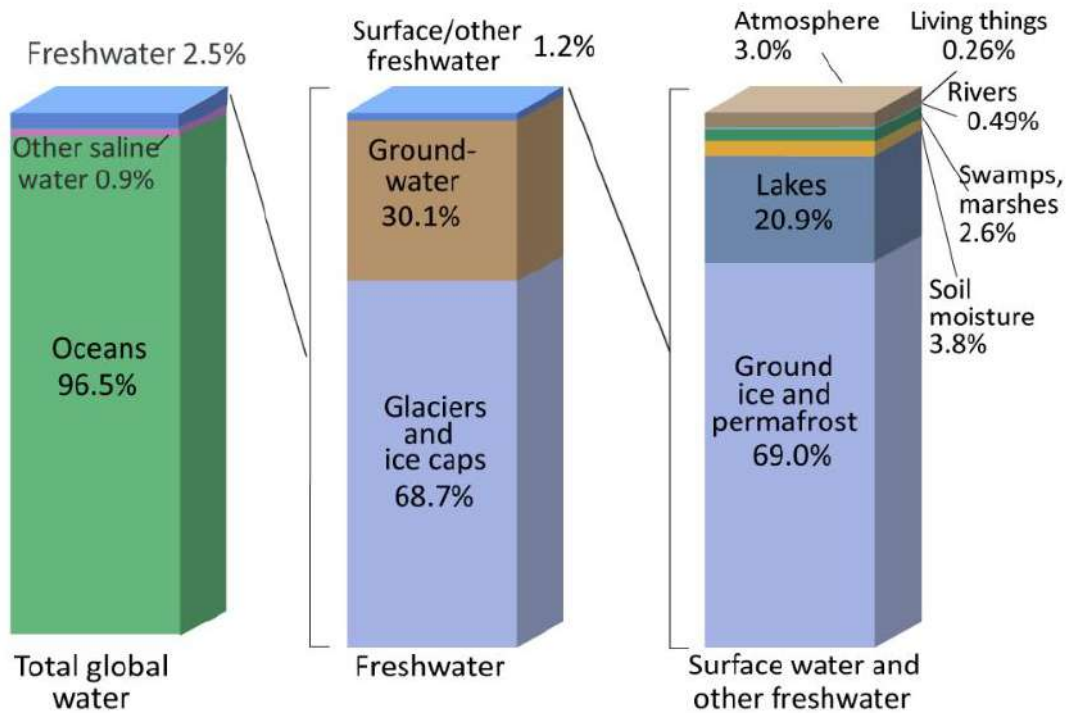 Freshwater 2.5%
Other saline
water 0.9%
Oceans
96.5%
Total global
water
Surface/other
freshwater
1.2%
Ground-
water
30.1%
Glaciers
and
ice caps
68.7%
Freshwater
Atmosphere
3.0%
Living things
0.26%
Rivers
0.49%
Swamps,
marshes
2.6%
Soil
moisture
3.8%
Lakes
20.9%
Ground
ice and
permafrost
69.0%
Surface water and
other freshwater